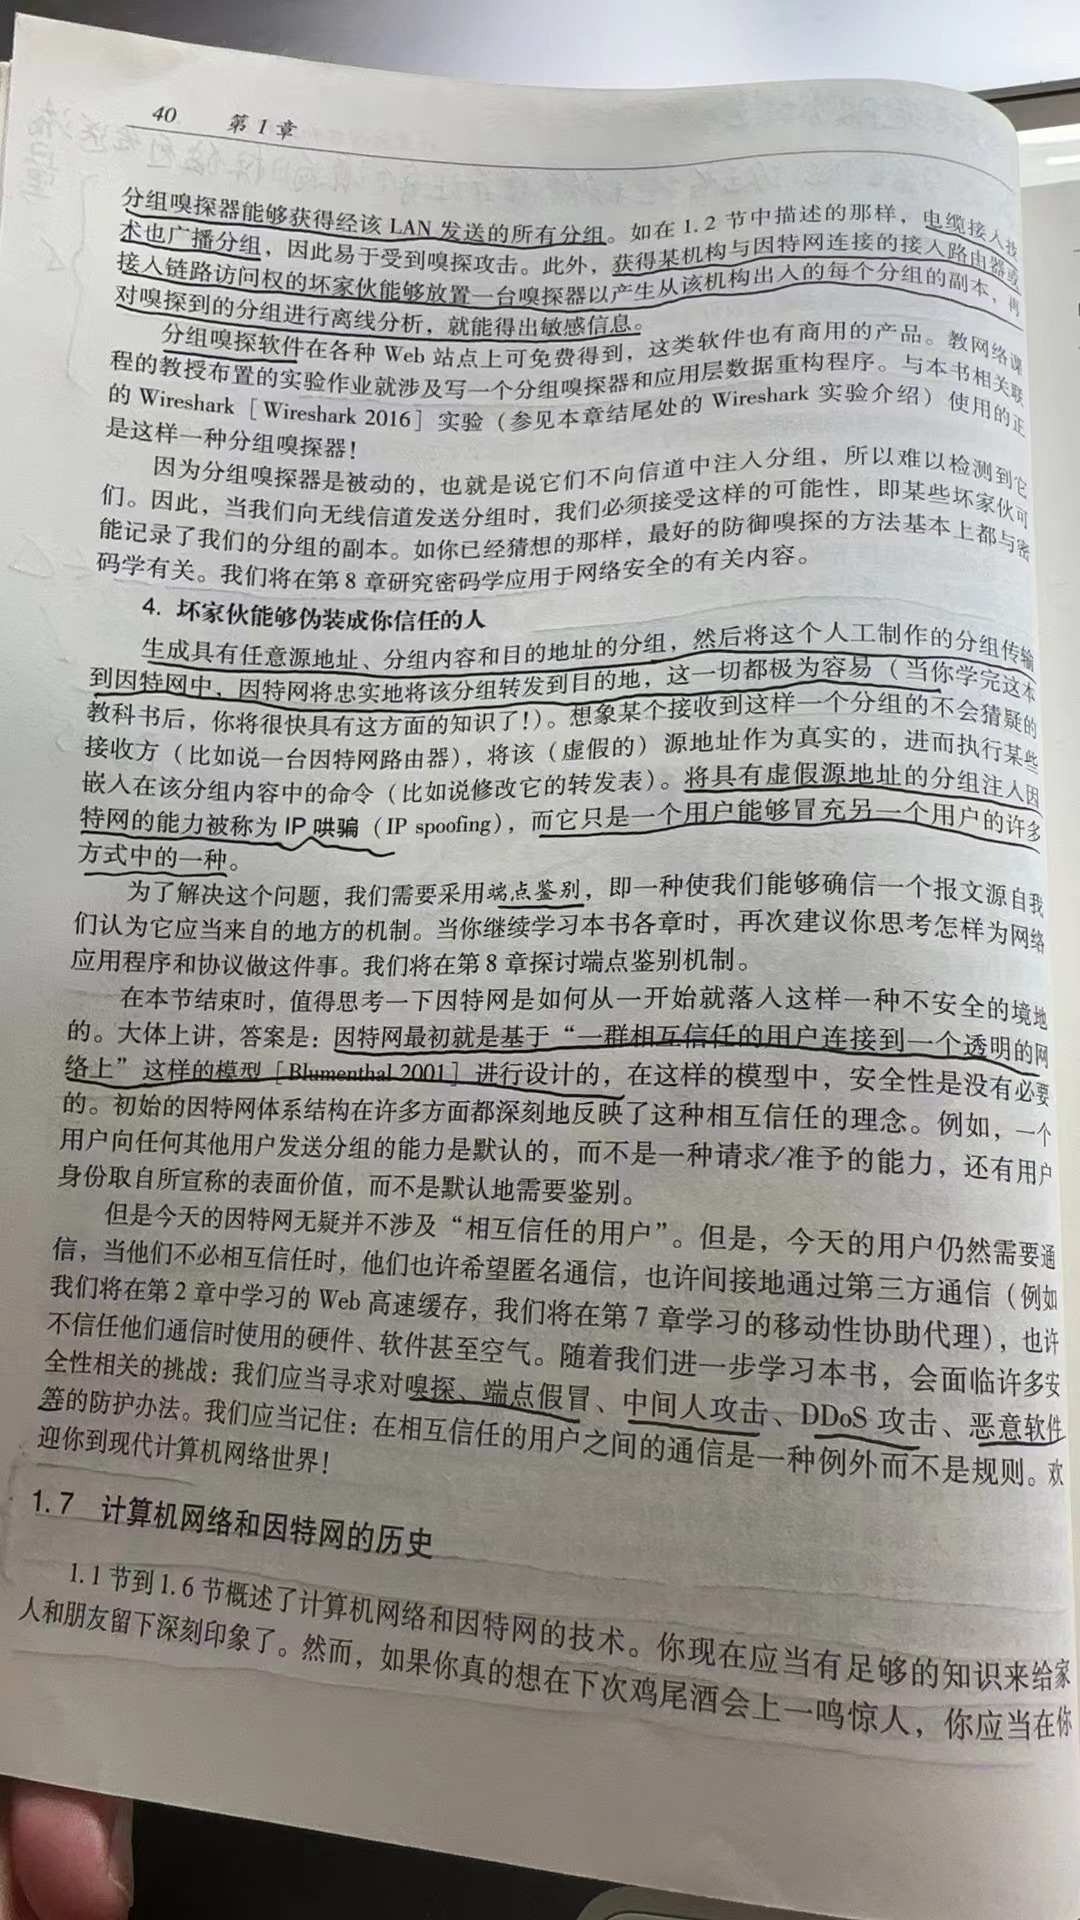 40 第1章
分组嗅探器能够获得经该 LAN 发送的所有分组。如在 1.2 节中描述的那样，电缆接入技
术也广播分组，因此易于受到嗅探攻击。此外，获得某机构与因特网连接的接入路由器或
接入链路访问权的坏家伙能够放置一台嗅探器以产生从该机构出入的每个分组的副本，再
对嗅探到的分组进行离线分析，就能得出敏感信息。
分组嗅探软件在各种 Web 站点上可免费得到，这类软件也有商用的产品。教网络课
程的教授布置的实验作业就涉及写一个分组嗅探器和应用层数据重构程序。与本书相关联
的 Wireshark［Wireshark 2016］实验（参见本章结尾处的 Wireshark 实验介绍）使用的正
是这样一种分组嗅探器！
因为分组嗅探器是被动的，也就是说它们不向信道中注入分组，所以难以检测到它
们。因此，当我们向无线信道发送分组时，我们必须接受这样的可能性，即某些坏家伙可
能记录了我们的分组的副本。如你已经猜想的那样，最好的防御嗅探的方法基本上都与密
码学有关。我们将在第 8 章研究密码学应用于网络安全的有关内容。
4. 坏家伙能够伪装成你信任的人
生成具有任意源地址、分组内容和目的地址的分组，然后将这个人工制作的分组传输
到因特网中，因特网将忠实地将该分组转发到目的地，这一切都极为容易（当你学完这本
教科书后，你将很快具有这方面的知识了！）。想象某个接收到这样一个分组的不会猜疑的
接收方（比如说一台因特网路由器），将该（虚假的）源地址作为真实的，进而执行某些
嵌入在该分组内容中的命令（比如说修改它的转发表）。将具有虚假源地址的分组注入因
特网的能力被称为 IP 哄骗（IP spoofing），而它只是一个用户能够冒充另一个用户的许多
方式中的一种。
为了解决这个问题，我们需要采用端点鉴别，即一种使我们能够确信一个报文源自我
们认为它应当来自的地方的机制。当你继续学习本书各章时，再次建议你思考怎样为网络
应用程序和协议做这件事。我们将在第 8 章探讨端点鉴别机制。
在本节结束时，值得思考一下因特网是如何从一开始就落入这样一种不安全的境地
的。大体上讲，答案是：因特网最初就是基于“一群相互信任的用户连接到一个透明的网
络上”这样的模型［Blumenthal 2001］进行设计的，在这样的模型中，安全性是没有必要
的。初始的因特网体系结构在许多方面都深刻地反映了这种相互信任的理念。例如，一个
用户向任何其他用户发送分组的能力是默认的，而不是一种请求/准予的能力，还有用户
身份取自所宣称的表面价值，而不是默认地需要鉴别。
但是今天的因特网无疑并不涉及“相互信任的用户”。但是，今天的用户仍然需要通
信，当他们不必相互信任时，他们也许希望匿名通信，也许间接地通过第三方通信（例如
我们将在第 2 章中学习的 Web 高速缓存，我们将在第 7 章学习的移动性协助代理），也许
不信任他们通信时使用的硬件、软件甚至空气。随着我们进一步学习本书，会面临许多安
全性相关的挑战：我们应当寻求对嗅探、端点假冒、中间人攻击、DDoS 攻击、恶意软件
等的防护办法。我们应当记住：在相互信任的用户之间的通信是一种例外而不是规则。欢
迎你到现代计算机网络世界！
1.7 计算机网络和因特网的历史
1.1 节到 1.6 节概述了计算机网络和因特网的技术。你现在应当有足够的知识来给家
人和朋友留下深刻印象了。然而，如果你真的想在下次鸡尾酒会上一鸣惊人，你应当在你